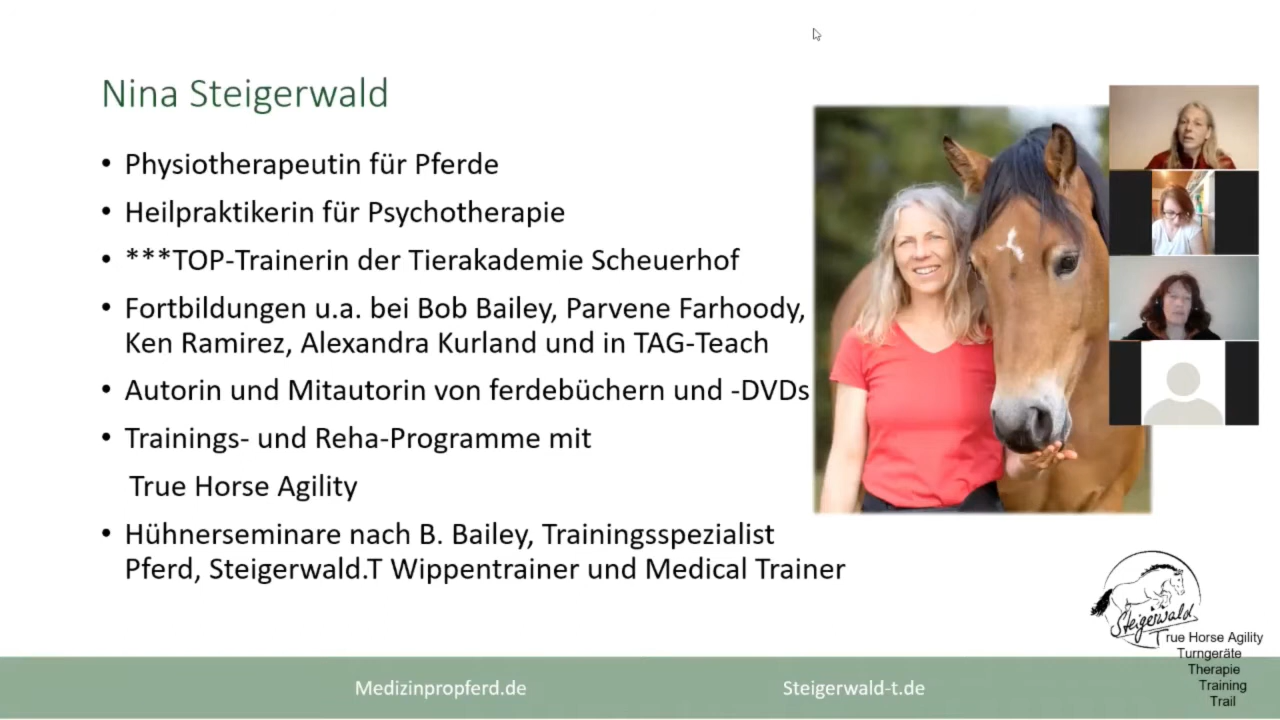 Nina Steigerwald
• Physiotherapeutin für Pferde
• Heilpraktikerin für Psychotherapie
• ***TOP-Trainerin der Tierakademie Scheuerhof
• Fortbildungen u.a. bei Bob Bailey, Parvene Farhoody,
Ken Ramirez, Alexandra Kurland und in TAG-Teach
• Autorin und Mitautorin von ferdebüchern und -DVDs
• Trainings- und Reha-Programme mit
True Horse Agility
• Hühnerseminare nach B. Bailey, Trainingsspezialist
Pferd, Steigerwald.T Wippentrainer und Medical Trainer
Steigerwald
True Horse Agility
Turngeräte
Therapie
Training
Trail
Medizinpropferd.de
Steigerwald-t.de